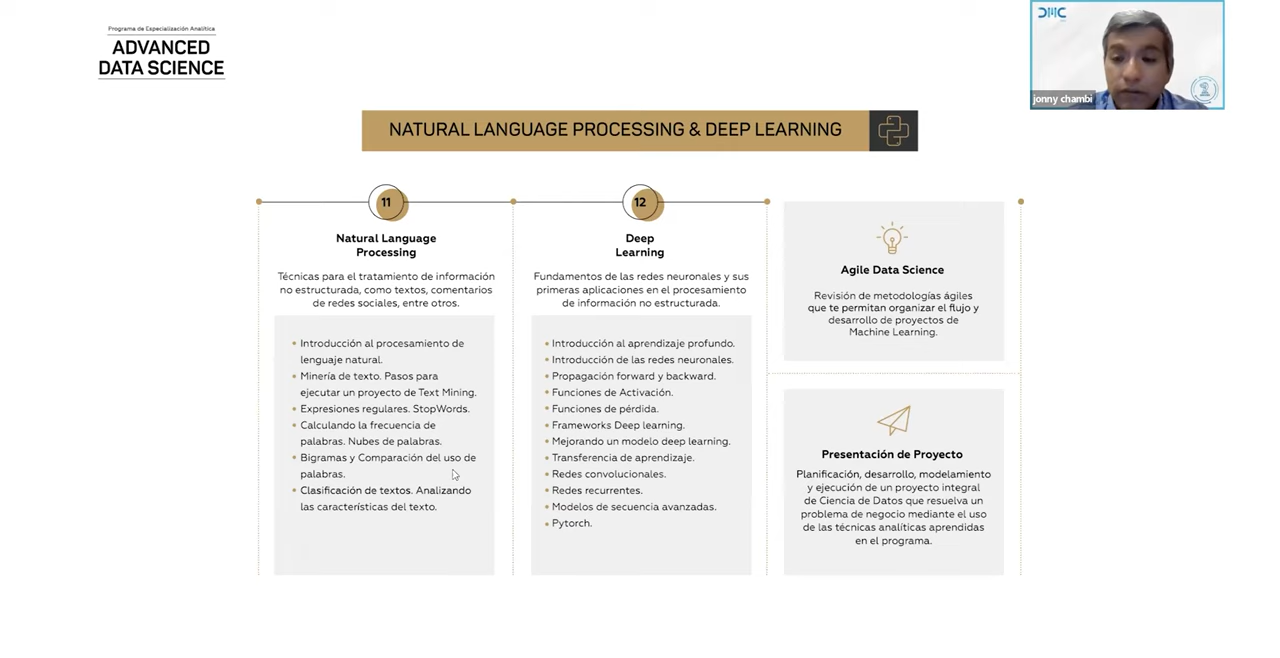 Programa de Especialización Analítica
ADVANCED
DATA SCIENCE
DMC
jonny chambi
NATURAL LANGUAGE PROCESSING & DEEP LEARNING
11
Natural Language
Processing
Técnicas para el tratamiento de información
no estructurada, como textos, comentarios
de redes sociales, entre otros.
• Introducción al procesamiento de
lenguaje natural.
• Minería de texto. Pasos para
ejecutar un proyecto de Text Mining.
• Expresiones regulares. StopWords.
• Calculando la frecuencia de
palabras. Nubes de palabras.
• Bigramas y Comparación del uso de
palabras.
• Clasificación de textos. Analizando
las características del texto.
12
Deep
Learning
Fundamentos de las redes neuronales y sus
primeras aplicaciones en el procesamiento
de información no estructurada.
• Introducción al aprendizaje profundo.
• Introducción de las redes neuronales.
• Propagación forward y backward.
• Funciones de Activación.
• Funciones de pérdida.
• Frameworks Deep learning.
• Mejorando un modelo deep learning.
• Transferencia de aprendizaje.
• Redes convolucionales.
• Redes recurrentes.
• Modelos de secuencia avanzadas.
• Pytorch.
Agile Data Science
Revisión de metodologías ágiles
que te permitan organizar el flujo y
desarrollo de proyectos de
Machine Learning.
Presentación de Proyecto
Planificación, desarrollo, modelamiento
y ejecución de un proyecto integral
de Ciencia de Datos que resuelva un
problema de negocio mediante el uso
de las técnicas analíticas aprendidas
en el programa.